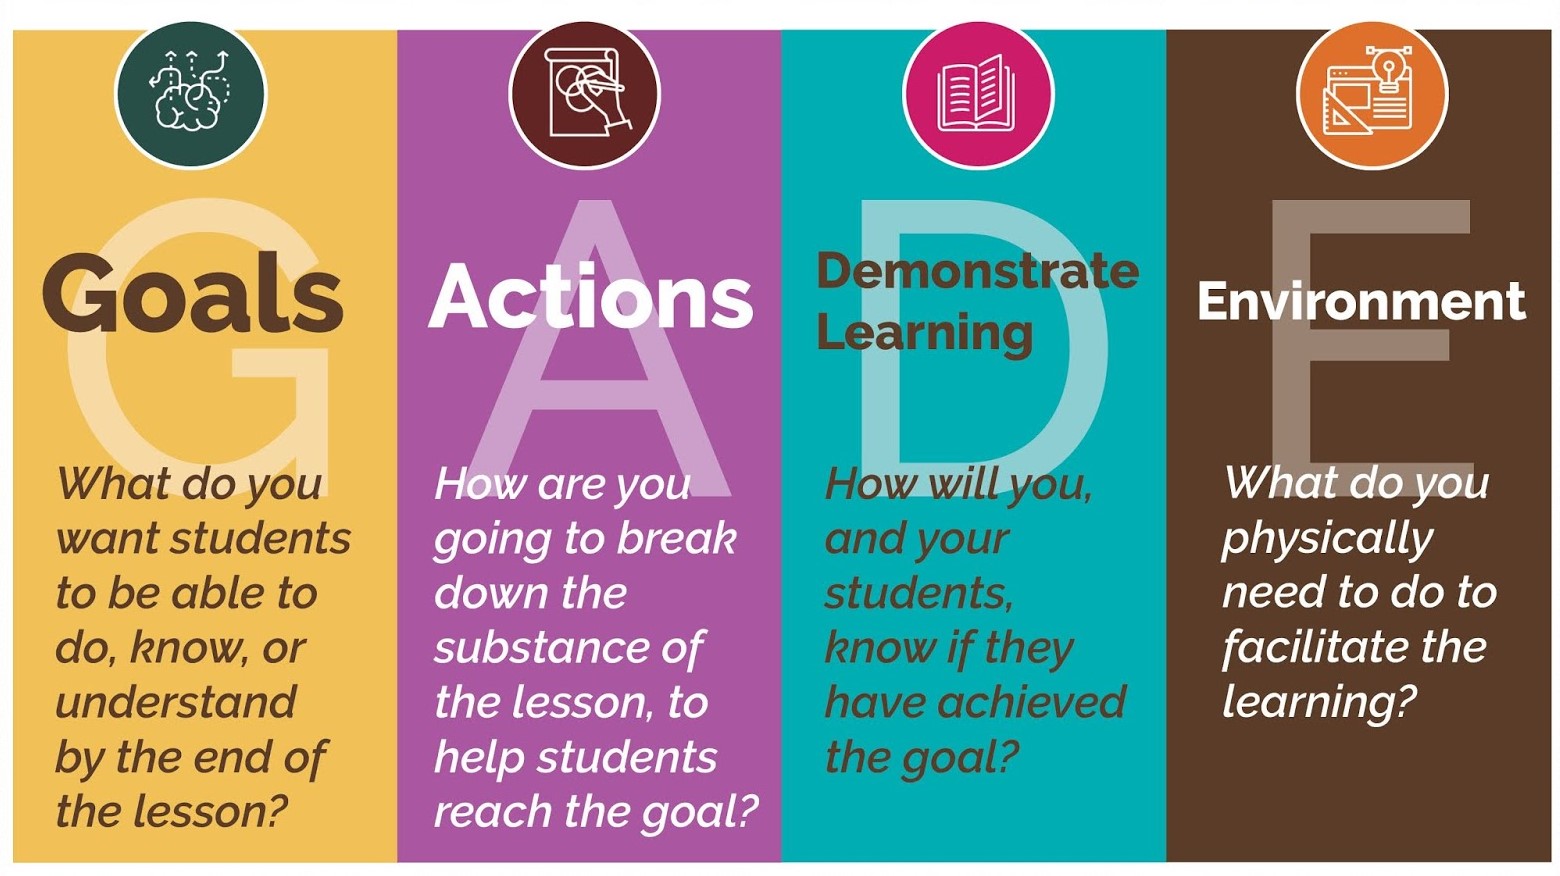 G
Goals
What do you
want students
to be able to
do, know, or
understand
by the end of
the lesson?
A
Actions
How are you
going to break
down the
substance of
the lesson, to
help students
reach the goal?
D
Demonstrate
Learning
How will you,
and your
students,
know if they
have achieved
the goal?
E
Environment
What do you
physically
need to do to
facilitate the
learning?